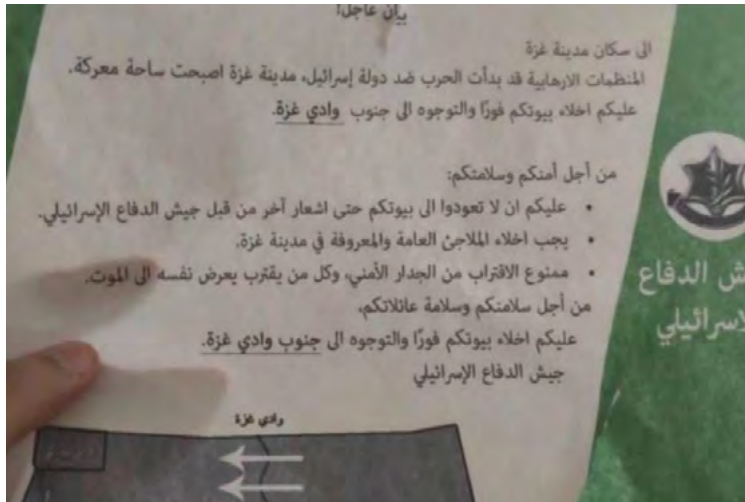 بيان عاجل!
الى سكان مدينة غزة
المنظمات الارهابية قد بدأت الحرب ضد دولة إسرائيل، مدينة غزة اصبحت ساحة معركة.
عليكم اخلاء بيوتكم فورًا والتوجه الى جنوب وادي غزة.
من أجل أمنكم وسلامتكم:
• عليكم ان لا تعودوا الى بيوتكم حتى اشعار آخر من قبل جيش الدفاع الإسرائيلي.
• يجب اخلاء الملاجئ العامة والمعروفة في مدينة غزة.
• ممنوع الاقتراب من الجدار الأمني، وكل من يقترب يعرض نفسه الى الموت.
من أجل سلامتكم وسلامة عائلاتكم،
عليكم اخلاء بيوتكم فورًا والتوجه الى جنوب وادي غزة.
جيش الدفاع الإسرائيلي
وادي غزة
ش الدفاع
لاسرائيلي